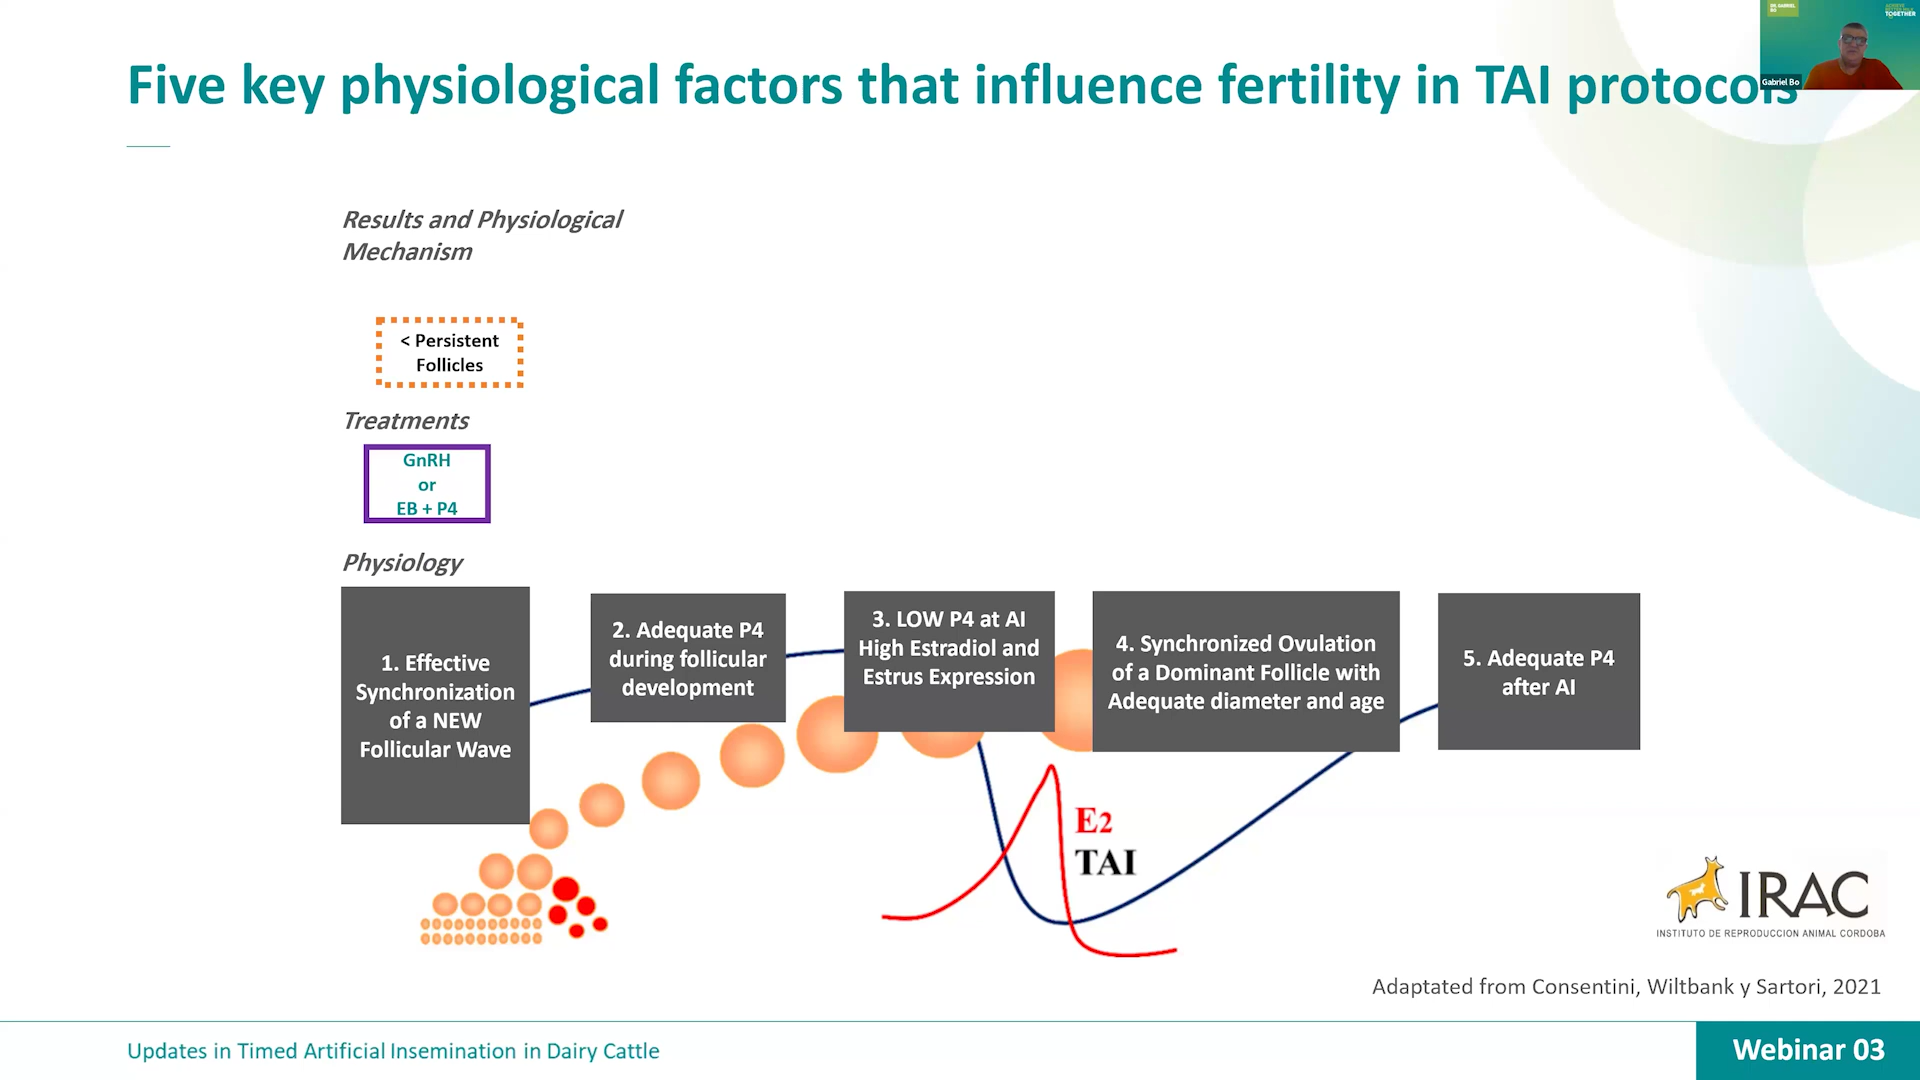 Five key physiological factors that influence fertility in TAI protocols
DR. GABRIEL
BO
TOGETHER
Gabriel Bo
Results and Physiological
Mechanism
< Persistent
Follicles
Treatments
GnRH
or
EB + P4
Physiology
1. Effective
Synchronization
of a NEW
Follicular Wave
2. Adequate P4
during follicular
development
3. LOW P4 at AI
High Estradiol and
Estrus Expression
4. Synchronized Ovulation
of a Dominant Follicle with
Adequate diameter and age
5. Adequate P4
after AI
E2
TAI
IRAC
INSTITUTO DE REPRODUCCION ANIMAL CORDOBA
Adaptated from Consentini, Wiltbank y Sartori, 2021
Updates in Timed Artificial Insemination in Dairy Cattle
Webinar 03